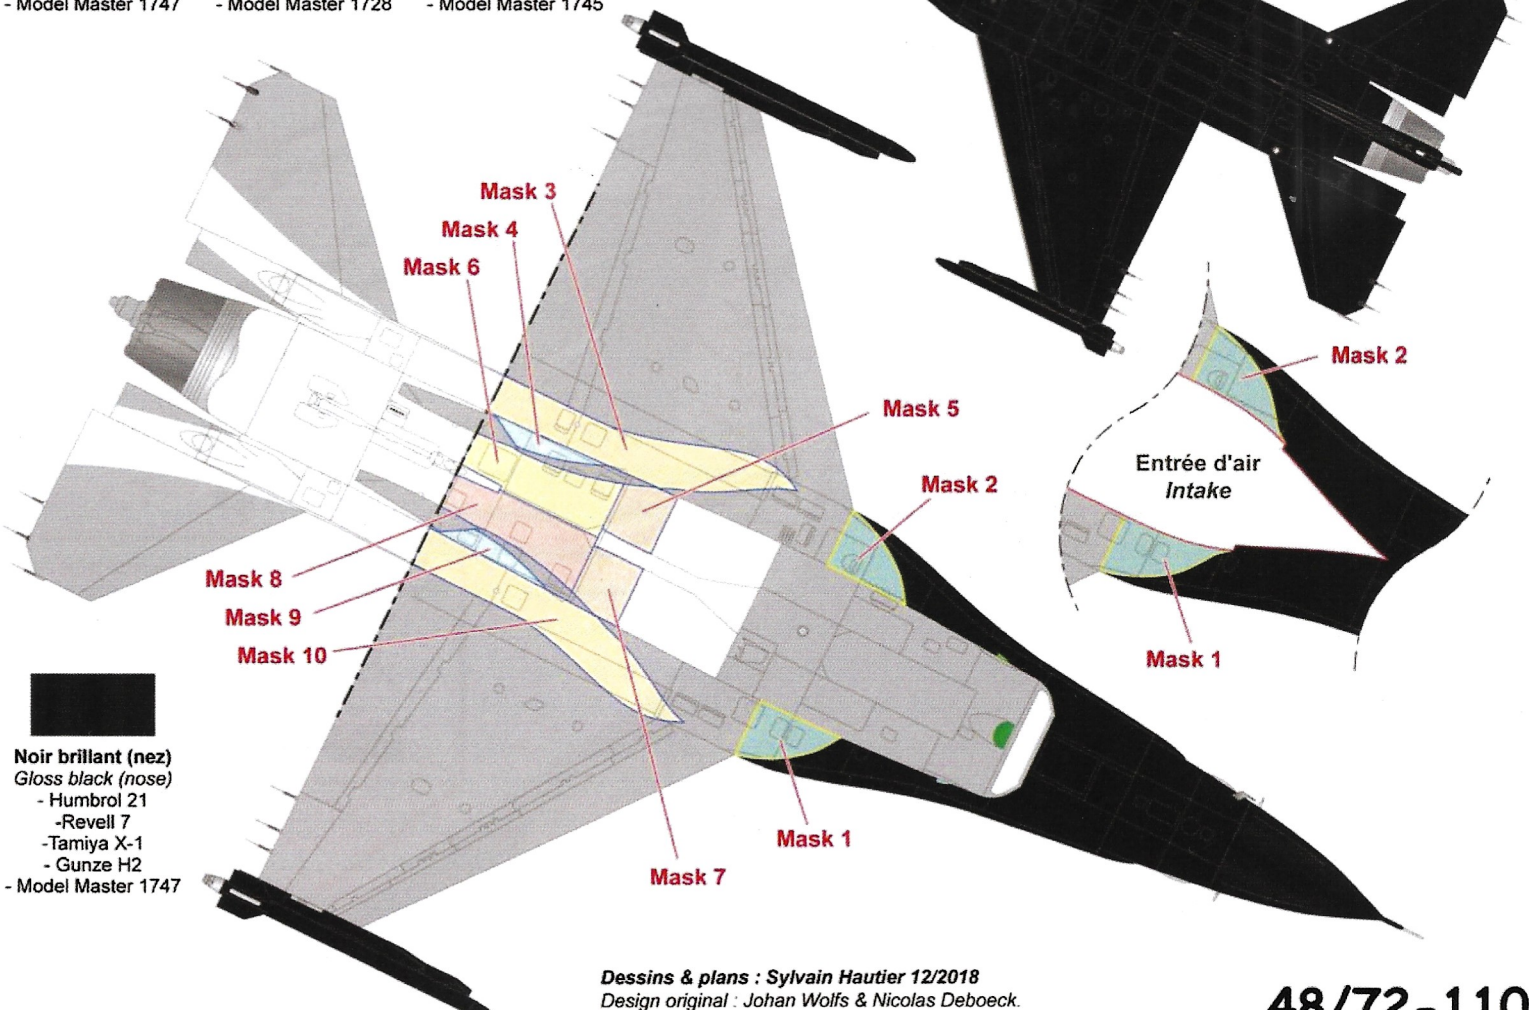 - Model Master 1747
- Model Master 1728
- Model Master 1745
Mask 3
Mask 4
Mask 6
Mask 5
Mask 2
Mask 2
Entrée d'air
Intake
Mask 1
Mask 8
Mask 9
Mask 10
Mask 7
Mask 1
Noir brillant (nez)
Gloss black (nose)
- Humbrol 21
-Revell 7
-Tamiya X-1
- Gunze H2
- Model Master 1747
Dessins & plans : Sylvain Hautier 12/2018
Design original : Johan Wolfs & Nicolas Deboeck.
48/72-110